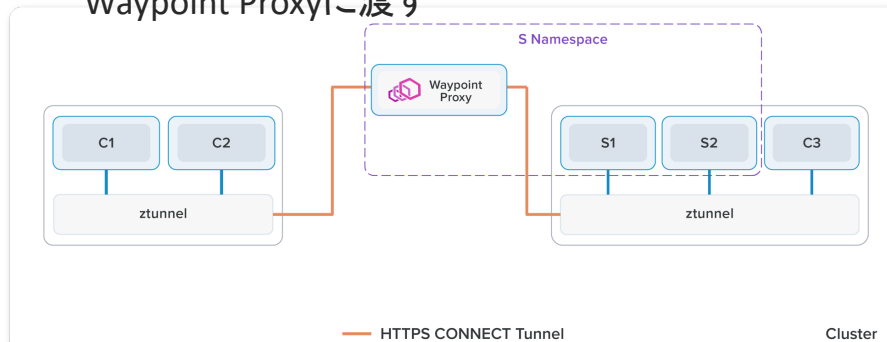 Waypoint Proxyに渡す
S Namespace
Waypoint
Proxy
C1
C2
S1
S2
C3
ztunnel
ztunnel
HTTPS CONNECT Tunnel
Cluster